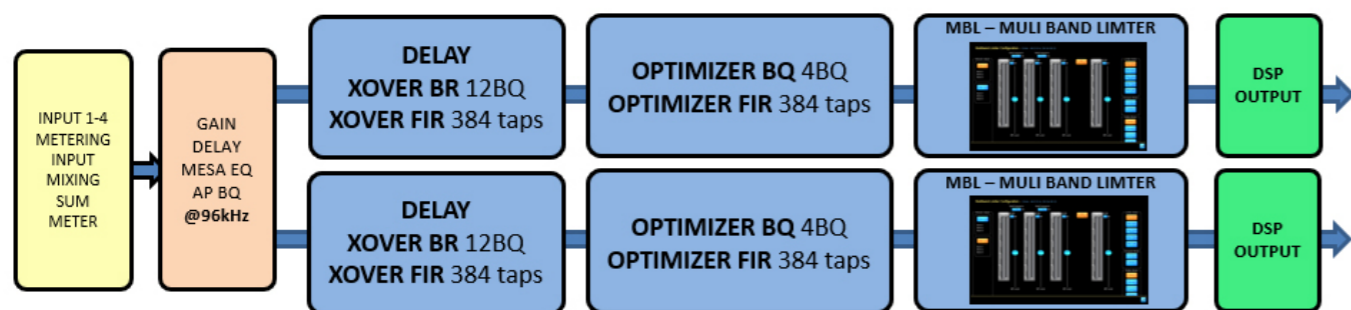 INPUT 1-4
METERING
INPUT
MIXING
SUM
METER
GAIN
DELAY
MESA EQ
AP BQ
@96kHz
DELAY
XOVER BR 12BQ
XOVER FIR 384 taps
OPTIMIZER BQ 4BQ
OPTIMIZER FIR 384 taps
MBL – MULI BAND LIMTER
DSP
OUTPUT
DELAY
XOVER BR 12BQ
XOVER FIR 384 taps
OPTIMIZER BQ 4BQ
OPTIMIZER FIR 384 taps
MBL – MULI BAND LIMTER
DSP
OUTPUT